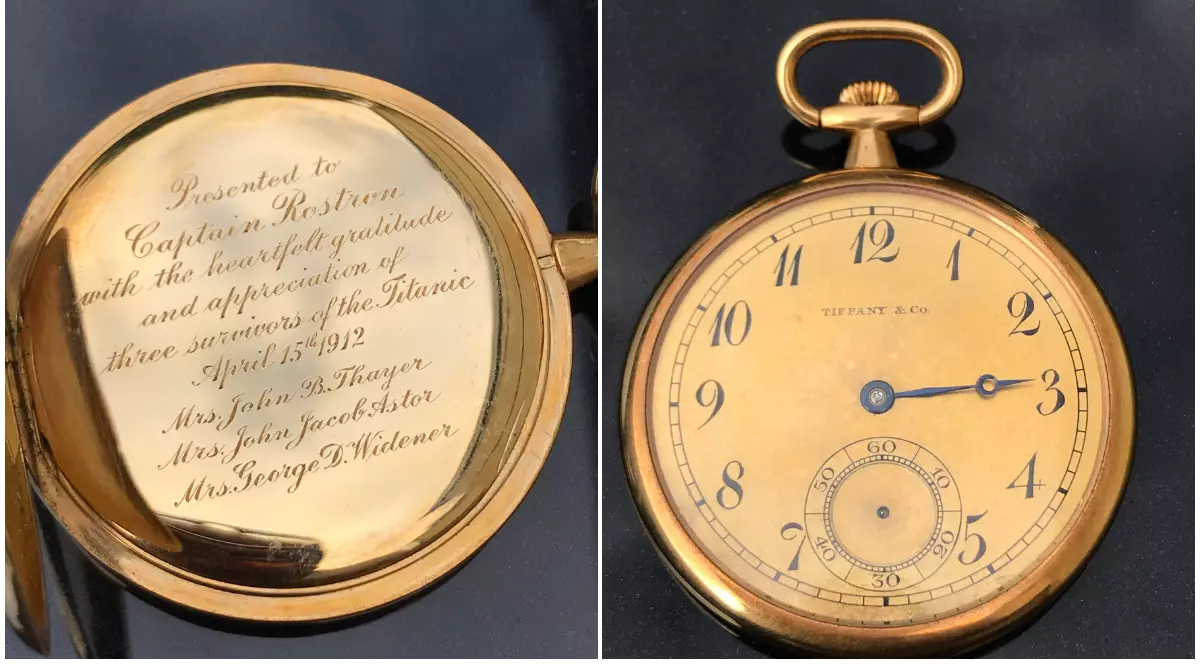 Presented to
Captain Rostron
with the heartfelt gratitude
and appreciation of
three survivors of the Titanic
April 15th 1912
Mrs. John B. Thayer
Mrs. John Jacob Astor
Mrs. George D. Widener
12
11 1
10 2
TIFFANY & Co.
9 3
8 4
7 5
60
50 10
40 20
30